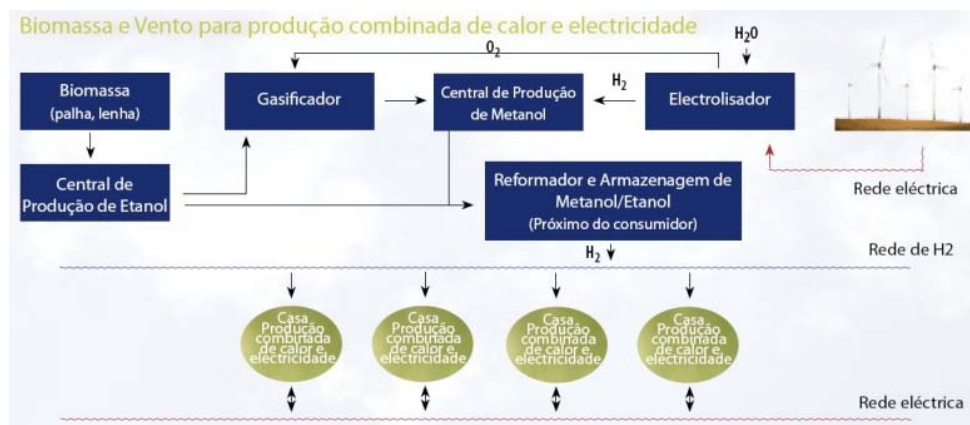 Biomassa e Vento para produção combinada de calor e electricidade
H₂O
O₂
Biomassa
(palha, lenha)
Gasificador
Central de Produção
de Metanol
H₂
Electrolisador
Central de
Produção de Etanol
Reformador e Armazenagem de
Metanol/Etanol
(Próximo do consumidor)
Rede eléctrica
H₂
Rede de H2
Casa
Produção
combinada
de calor e
electricidade
Casa
Produção
combinada
de calor e
electricidade
Casa
Produção
combinada
de calor e
electricidade
Casa
Produção
combinada
de calor e
electricidade
Rede eléctrica